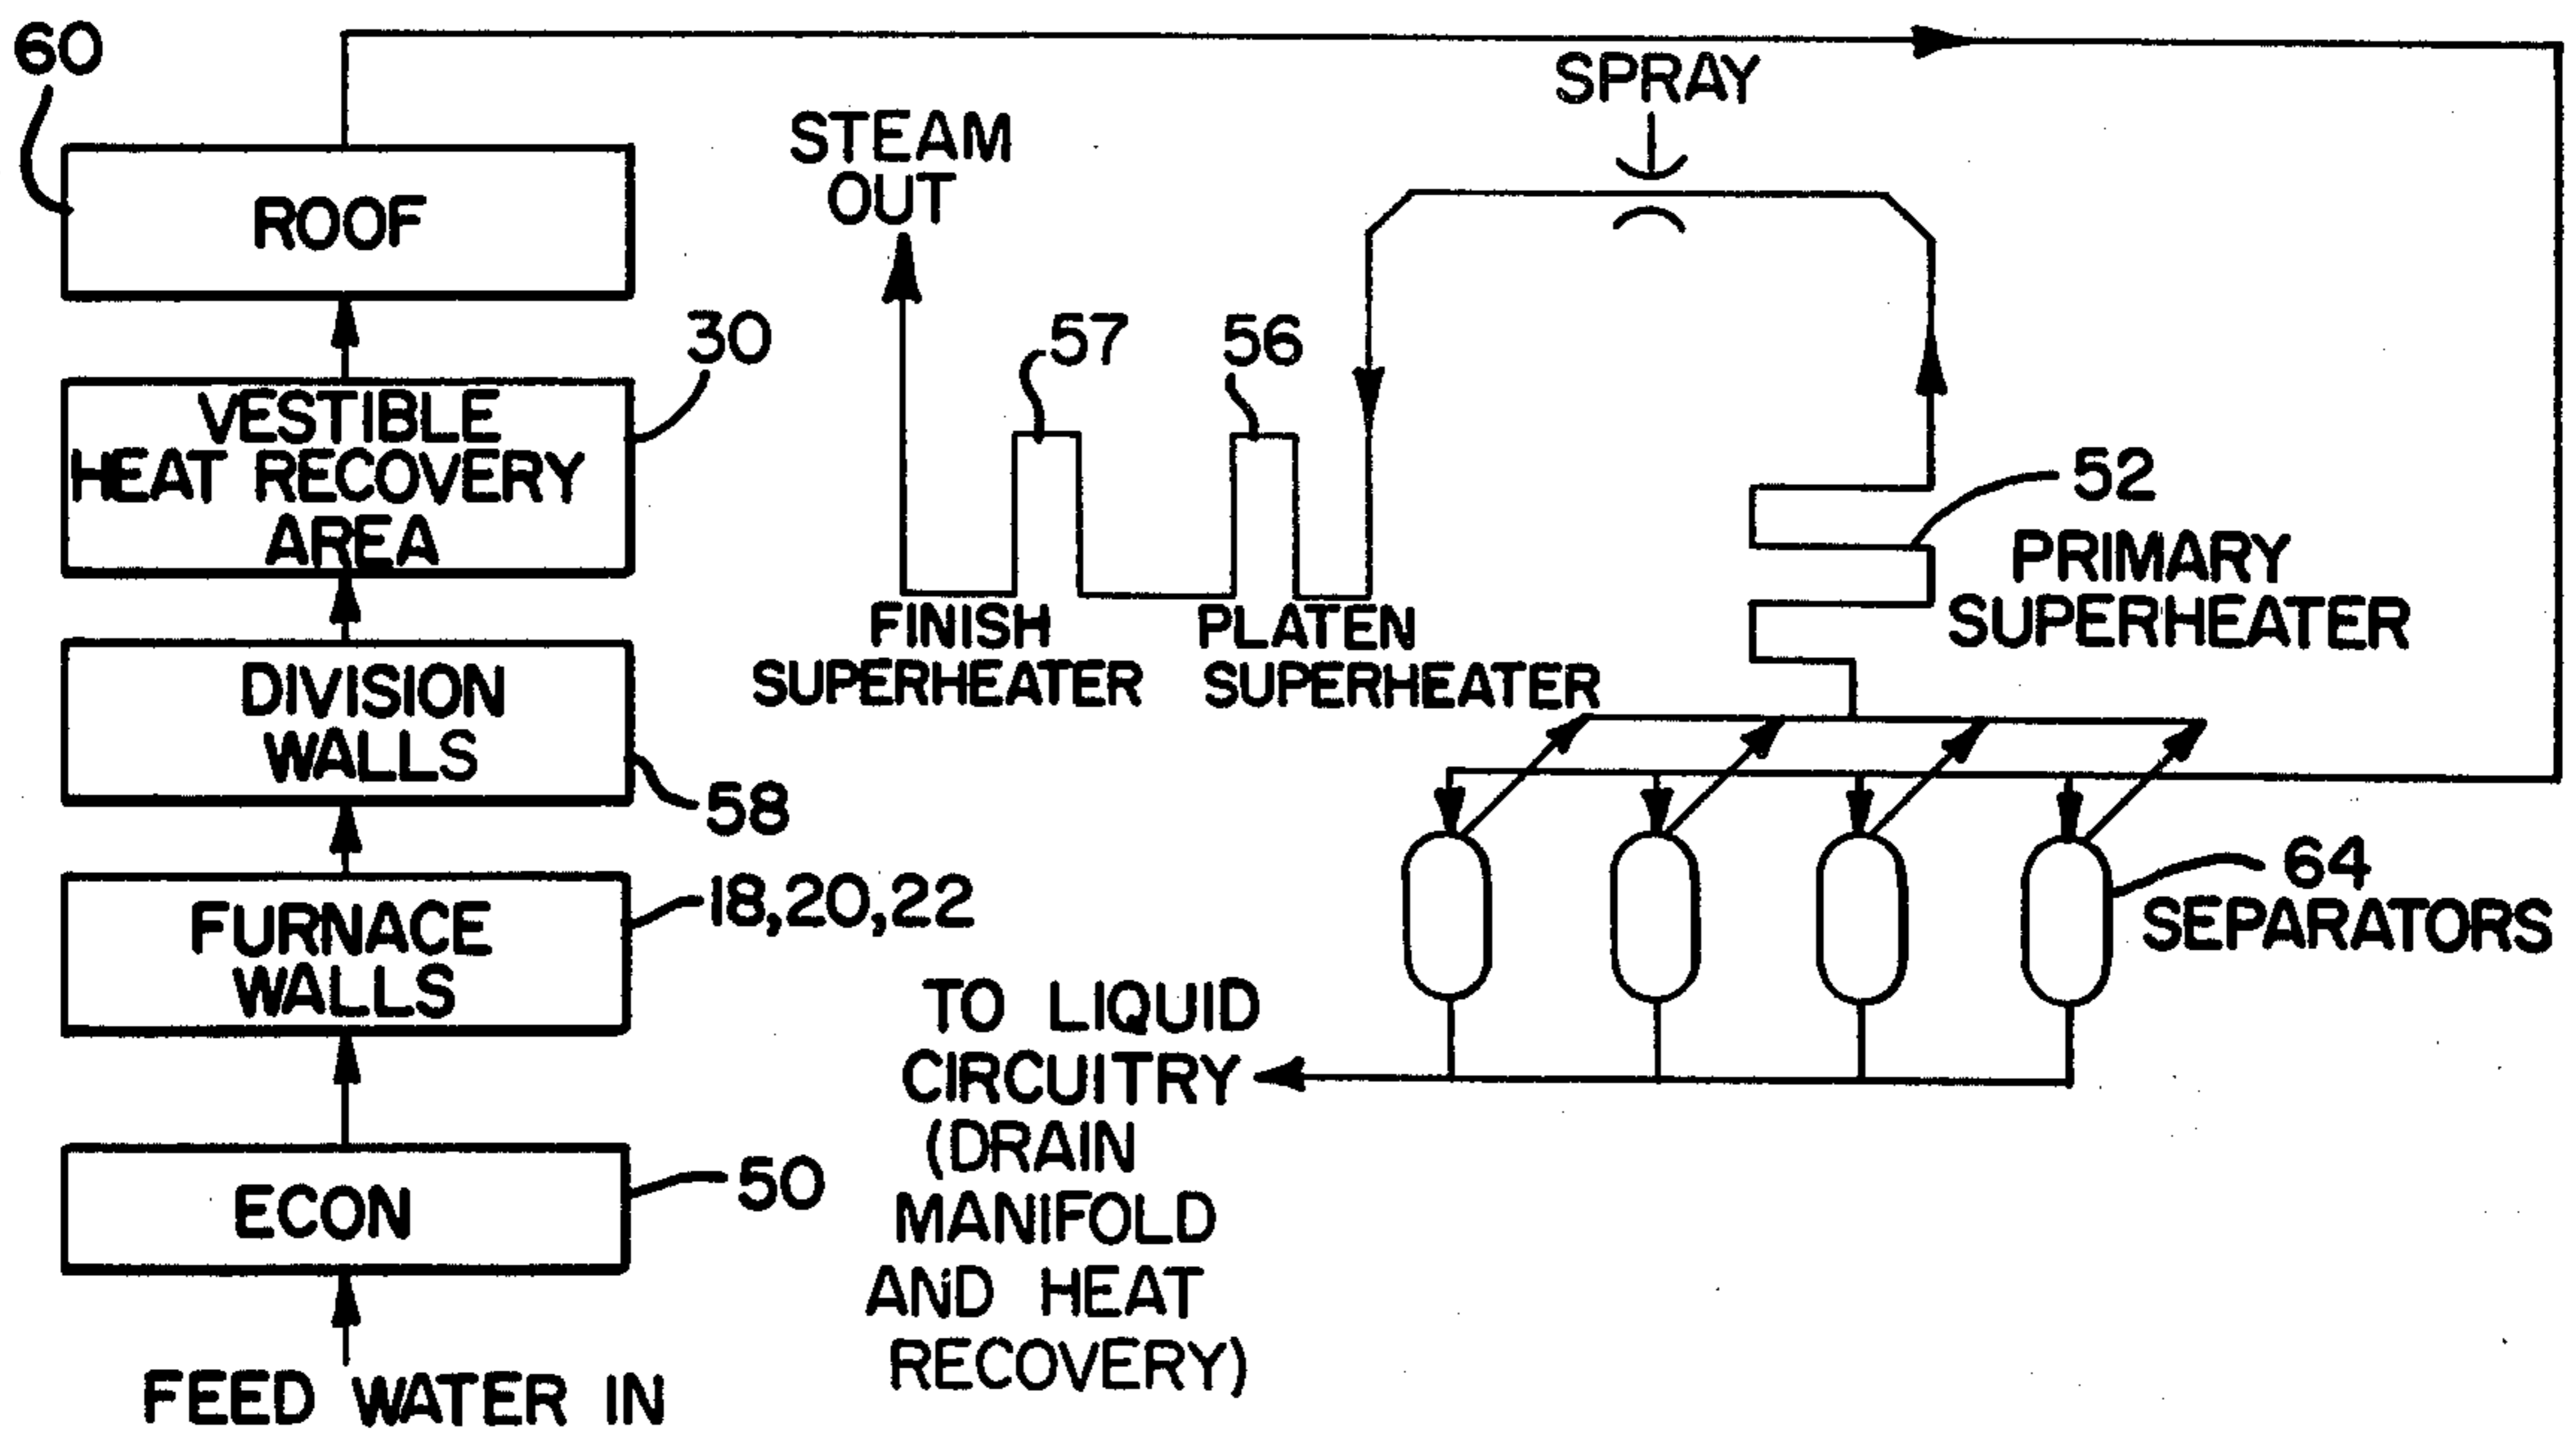 60
ROOF
30
VESTIBLE
HEAT RECOVERY
AREA
DIVISION
WALLS
58
18,20,22
FURNACE
WALLS
50
ECON
FEED WATER IN
STEAM
OUT
SPRAY
57
56
FINISH
SUPERHEATER
PLATEN
SUPERHEATER
52
PRIMARY
SUPERHEATER
64
SEPARATORS
TO LIQUID
CIRCUITRY
(DRAIN
MANIFOLD
AND HEAT
RECOVERY)